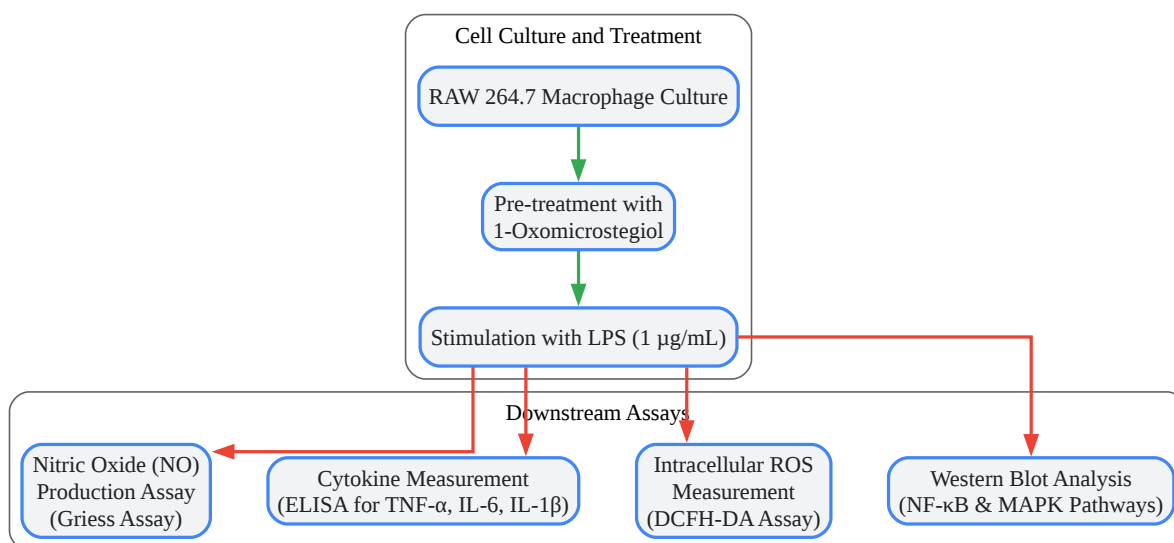 Cell Culture and Treatment
RAW 264.7 Macrophage Culture
Pre-treatment with
1-Oxomicrostegiol
Stimulation with LPS (1 µg/mL)
Downstream Assays
Nitric Oxide (NO)
Production Assay
(Griess Assay)
Cytokine Measurement
(ELISA for TNF-α, IL-6, IL-1β)
Intracellular ROS
Measurement
(DCFH-DA Assay)
Western Blot Analysis
(NF-κB & MAPK Pathways)